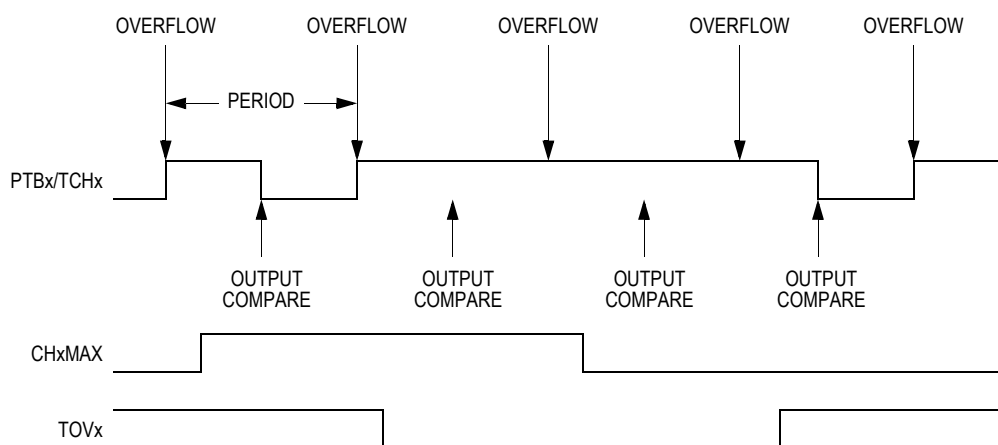 OVERFLOW OVERFLOW OVERFLOW OVERFLOW OVERFLOW
PERIOD
PTBx/TCHx
OUTPUT OUTPUT OUTPUT OUTPUT
COMPARE COMPARE COMPARE COMPARE
CHxMAX
TOVx